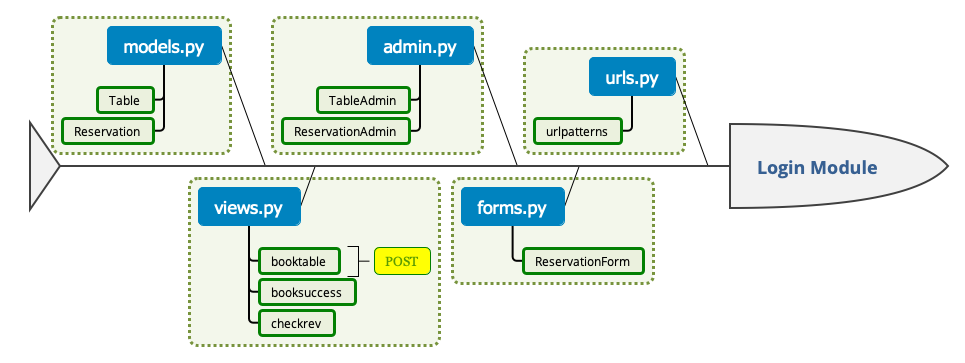 models.py
Table
Reservation
admin.py
TableAdmin
ReservationAdmin
urls.py
urlpatterns
Login Module
views.py
booktable
POST
booksuccess
checkrev
forms.py
ReservationForm